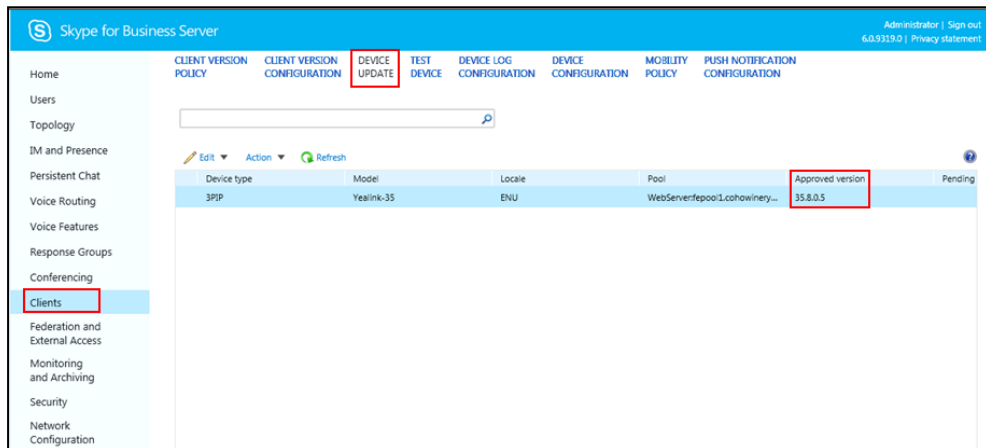 Skype for Business Server
Administrator | Sign out
6.0.9319.0 | Privacy statement
Home
Users
Topology
IM and Presence
Persistent Chat
Voice Routing
Voice Features
Response Groups
Conferencing
Clients
Federation and
External Access
Monitoring
and Archiving
Security
Network
Configuration
CLIENT VERSION
POLICY
CLIENT VERSION
CONFIGURATION
DEVICE
UPDATE
TEST
DEVICE
DEVICE LOG
CONFIGURATION
DEVICE
CONFIGURATION
MOBILITY
POLICY
PUSH NOTIFICATION
CONFIGURATION
Edit Action Refresh
Device type Model Locale Pool Approved version Pending
3PIP Yealink-35 ENU WebServer:fepool1.cohowinery... 35.8.0.5